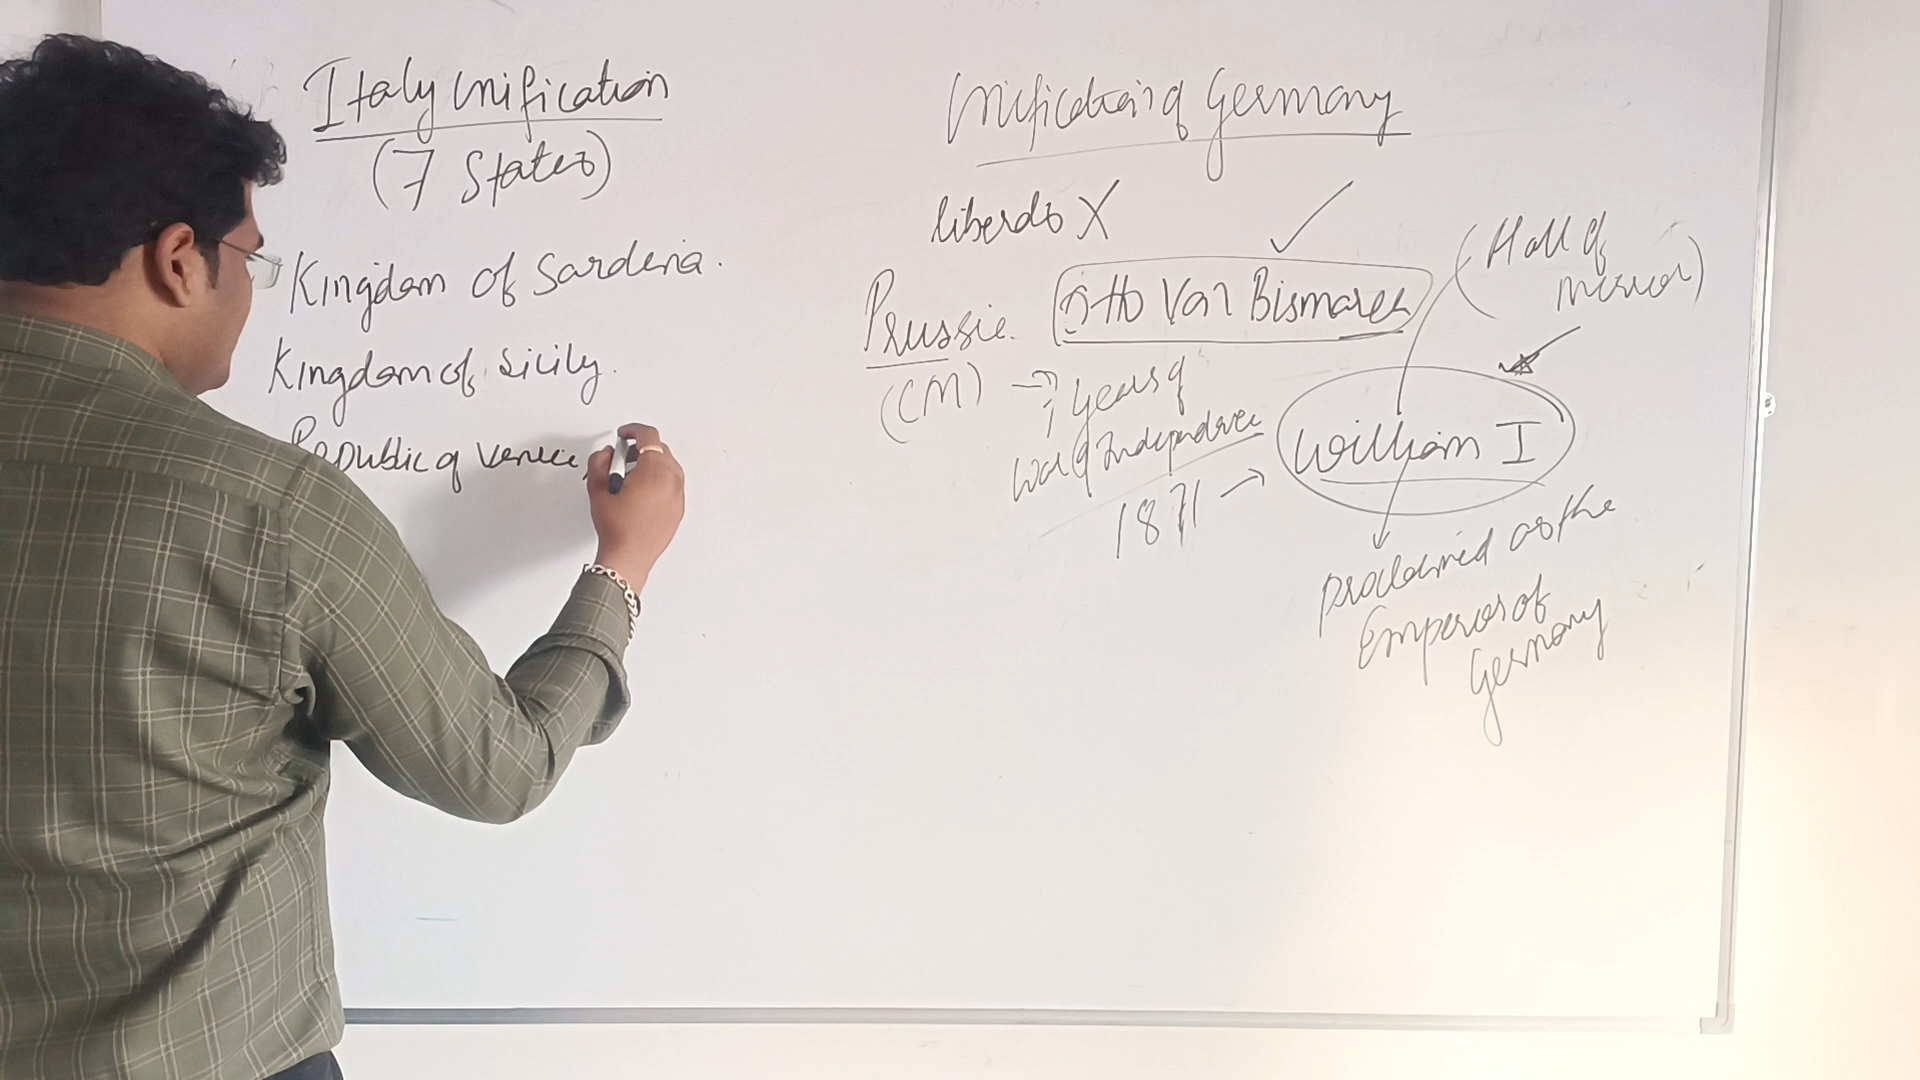 Italy Unification
(7 States)
Kingdom of Sardenia.
Kingdom of Sicily.
Republic of Venice
Unification of Germany
liberals X
Prussia. Otto Von Bismarck
(CM) → 7 years of
War of Independence
1871 →
William I
(Hall of
Mirror)
proclaimed as the
Emperor of
Germany